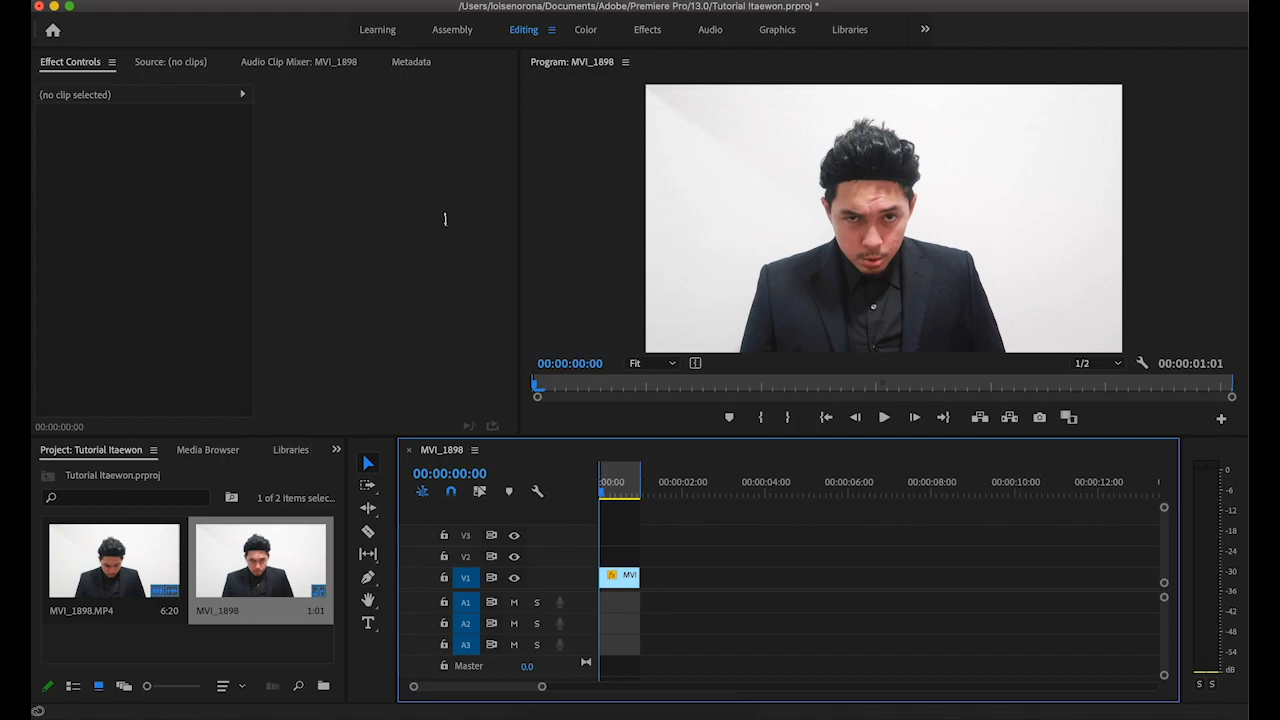 /Users/loisenorona/Documents/Adobe/Premiere Pro/13.0/Tutorial Itaewon.prproj *
Learning Assembly Editing Color Effects Audio Graphics Libraries
Effect Controls Source: (no clips) Audio Clip Mixer: MVI_1898 Metadata
(no clip selected)
00:00:00:00
Program: MVI_1898
00:00:00:00 Fit 1/2 00:00:01:01
Project: Tutorial Itaewon Media Browser Libraries
Tutorial Itaewon.prproj
1 of 2 items selec...
MVI_1898.MP4 6:20
MVI_1898 1:01
MVI_1898
00:00:00:00
:00:00 00:00:02:00 00:00:04:00 00:00:06:00 00:00:08:00 00:00:10:00 00:00:12:00
V3
V2
V1 fx MVI
A1 M S
A2 M S
A3 M S
Master 0.0
0
-6
-12
-18
-24
-30
-36
-42
-48
-54
dB
S S